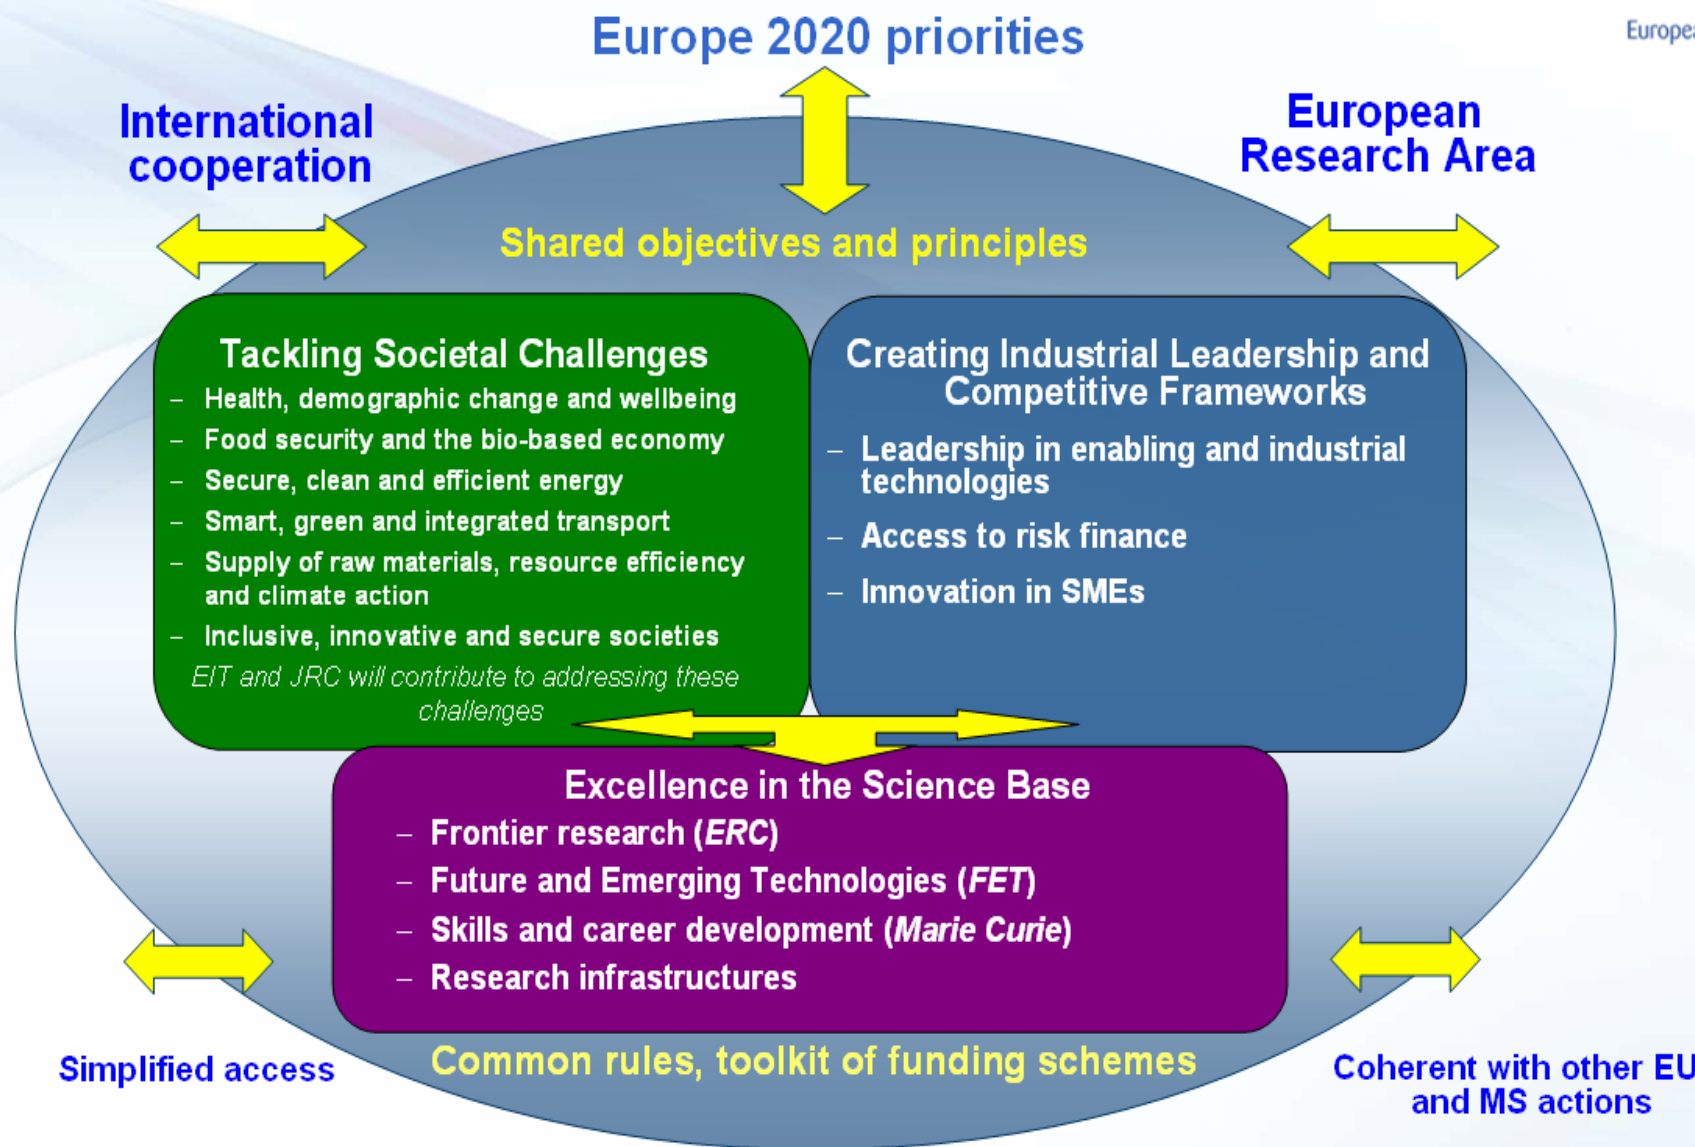 Europe 2020 priorities
International
cooperation
European
Research Area
Shared objectives and principles
Tackling Societal Challenges
– Health, demographic change and wellbeing
– Food security and the bio-based economy
– Secure, clean and efficient energy
– Smart, green and integrated transport
– Supply of raw materials, resource efficiency
and climate action
– Inclusive, innovative and secure societies
EIT and JRC will contribute to addressing these
challenges
Creating Industrial Leadership and
Competitive Frameworks
– Leadership in enabling and industrial
technologies
– Access to risk finance
– Innovation in SMEs
Excellence in the Science Base
– Frontier research (ERC)
– Future and Emerging Technologies (FET)
– Skills and career development (Marie Curie)
– Research infrastructures
Simplified access
Common rules, toolkit of funding schemes
Coherent with other EU
and MS actions